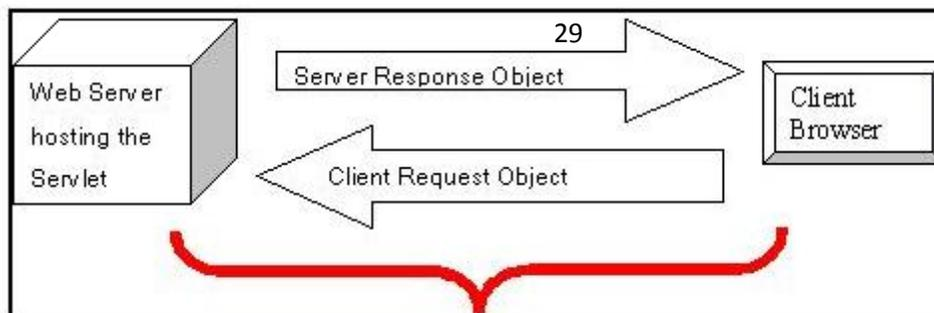 29
Web Server
hosting the
Servlet
Server Response Object
Client
Browser
Client Request Object